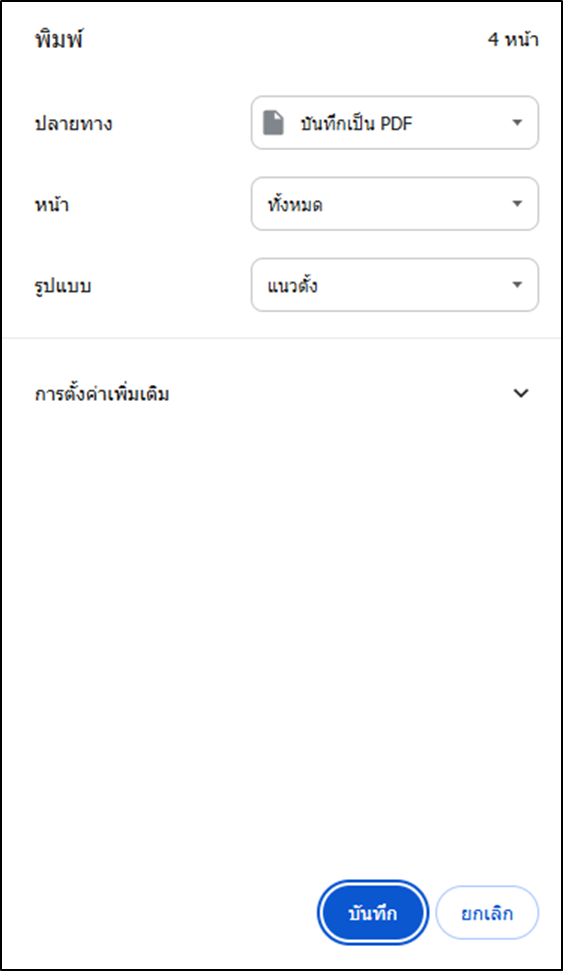 พิมพ์ 4 หน้า
ปลายทาง บันทึกเป็น PDF
หน้า ทั้งหมด
รูปแบบ แนวตั้ง
การตั้งค่าเพิ่มเติม
บันทึก ยกเลิก